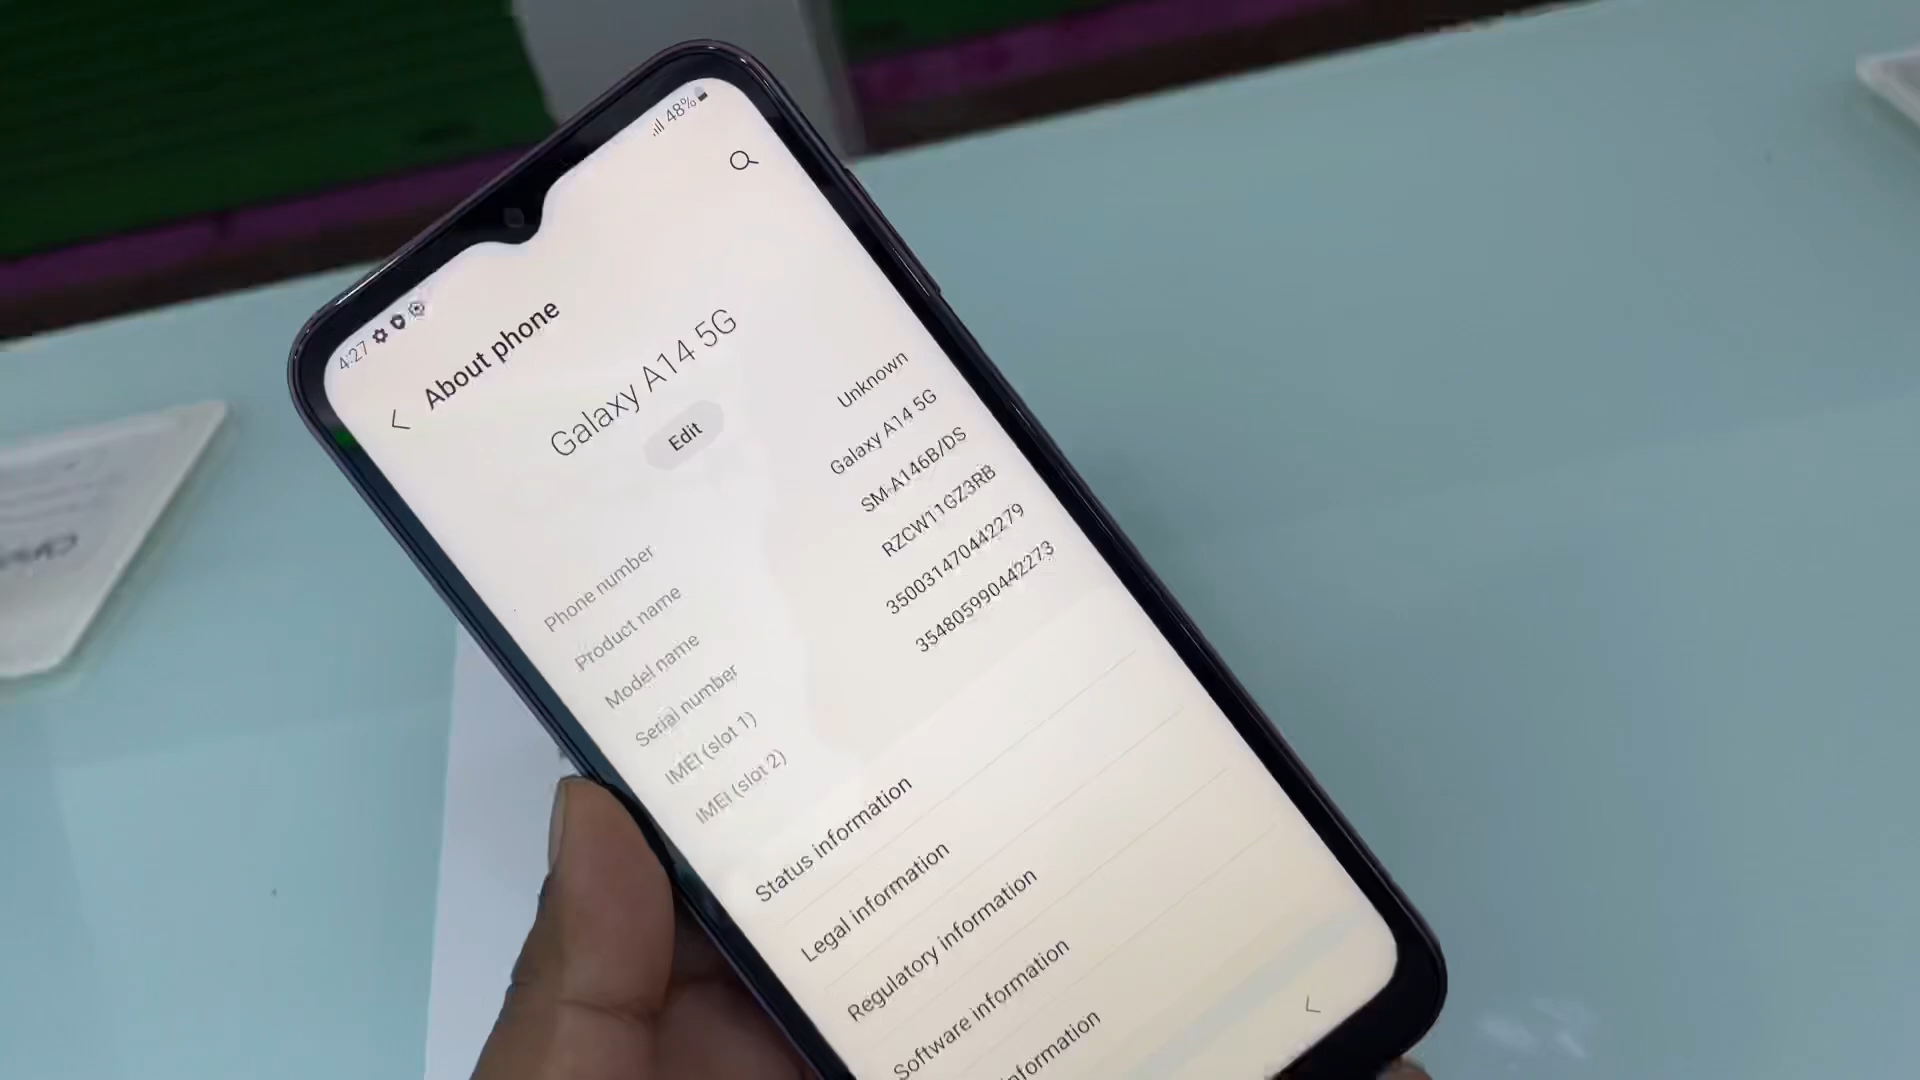 4:27
48%
About phone
Galaxy A14 5G
Edit
Phone number Unknown
Product name Galaxy A14 5G
Model name SM-A146B/DS
Serial number RZCW11GZ3RB
IMEI (slot 1) 350031470442279
IMEI (slot 2) 354805990442273
Status information
Legal information
Regulatory information
Software information
information